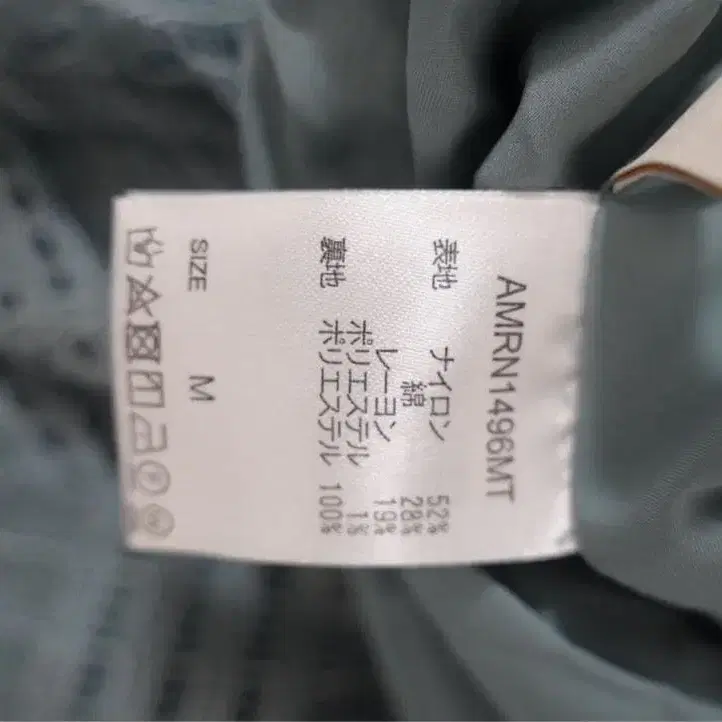 AMRN1496MT
表地 ナイロン 52%
綿 28%
レーヨン 19%
ポリエステル 1%
裏地 ポリエステル 100%
SIZE M